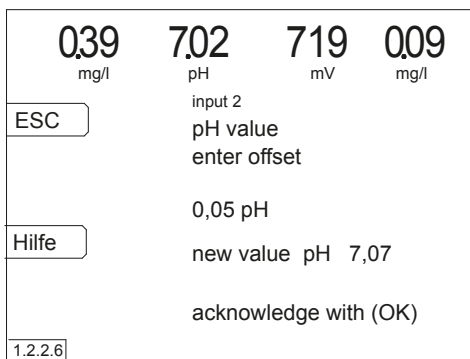 0.39 7.02 719 0.09
mg/l pH mV mg/l
input 2
ESC
pH value
enter offset
0,05 pH
Hilfe
new value pH 7,07
acknowledge with (OK)
1.2.2.6